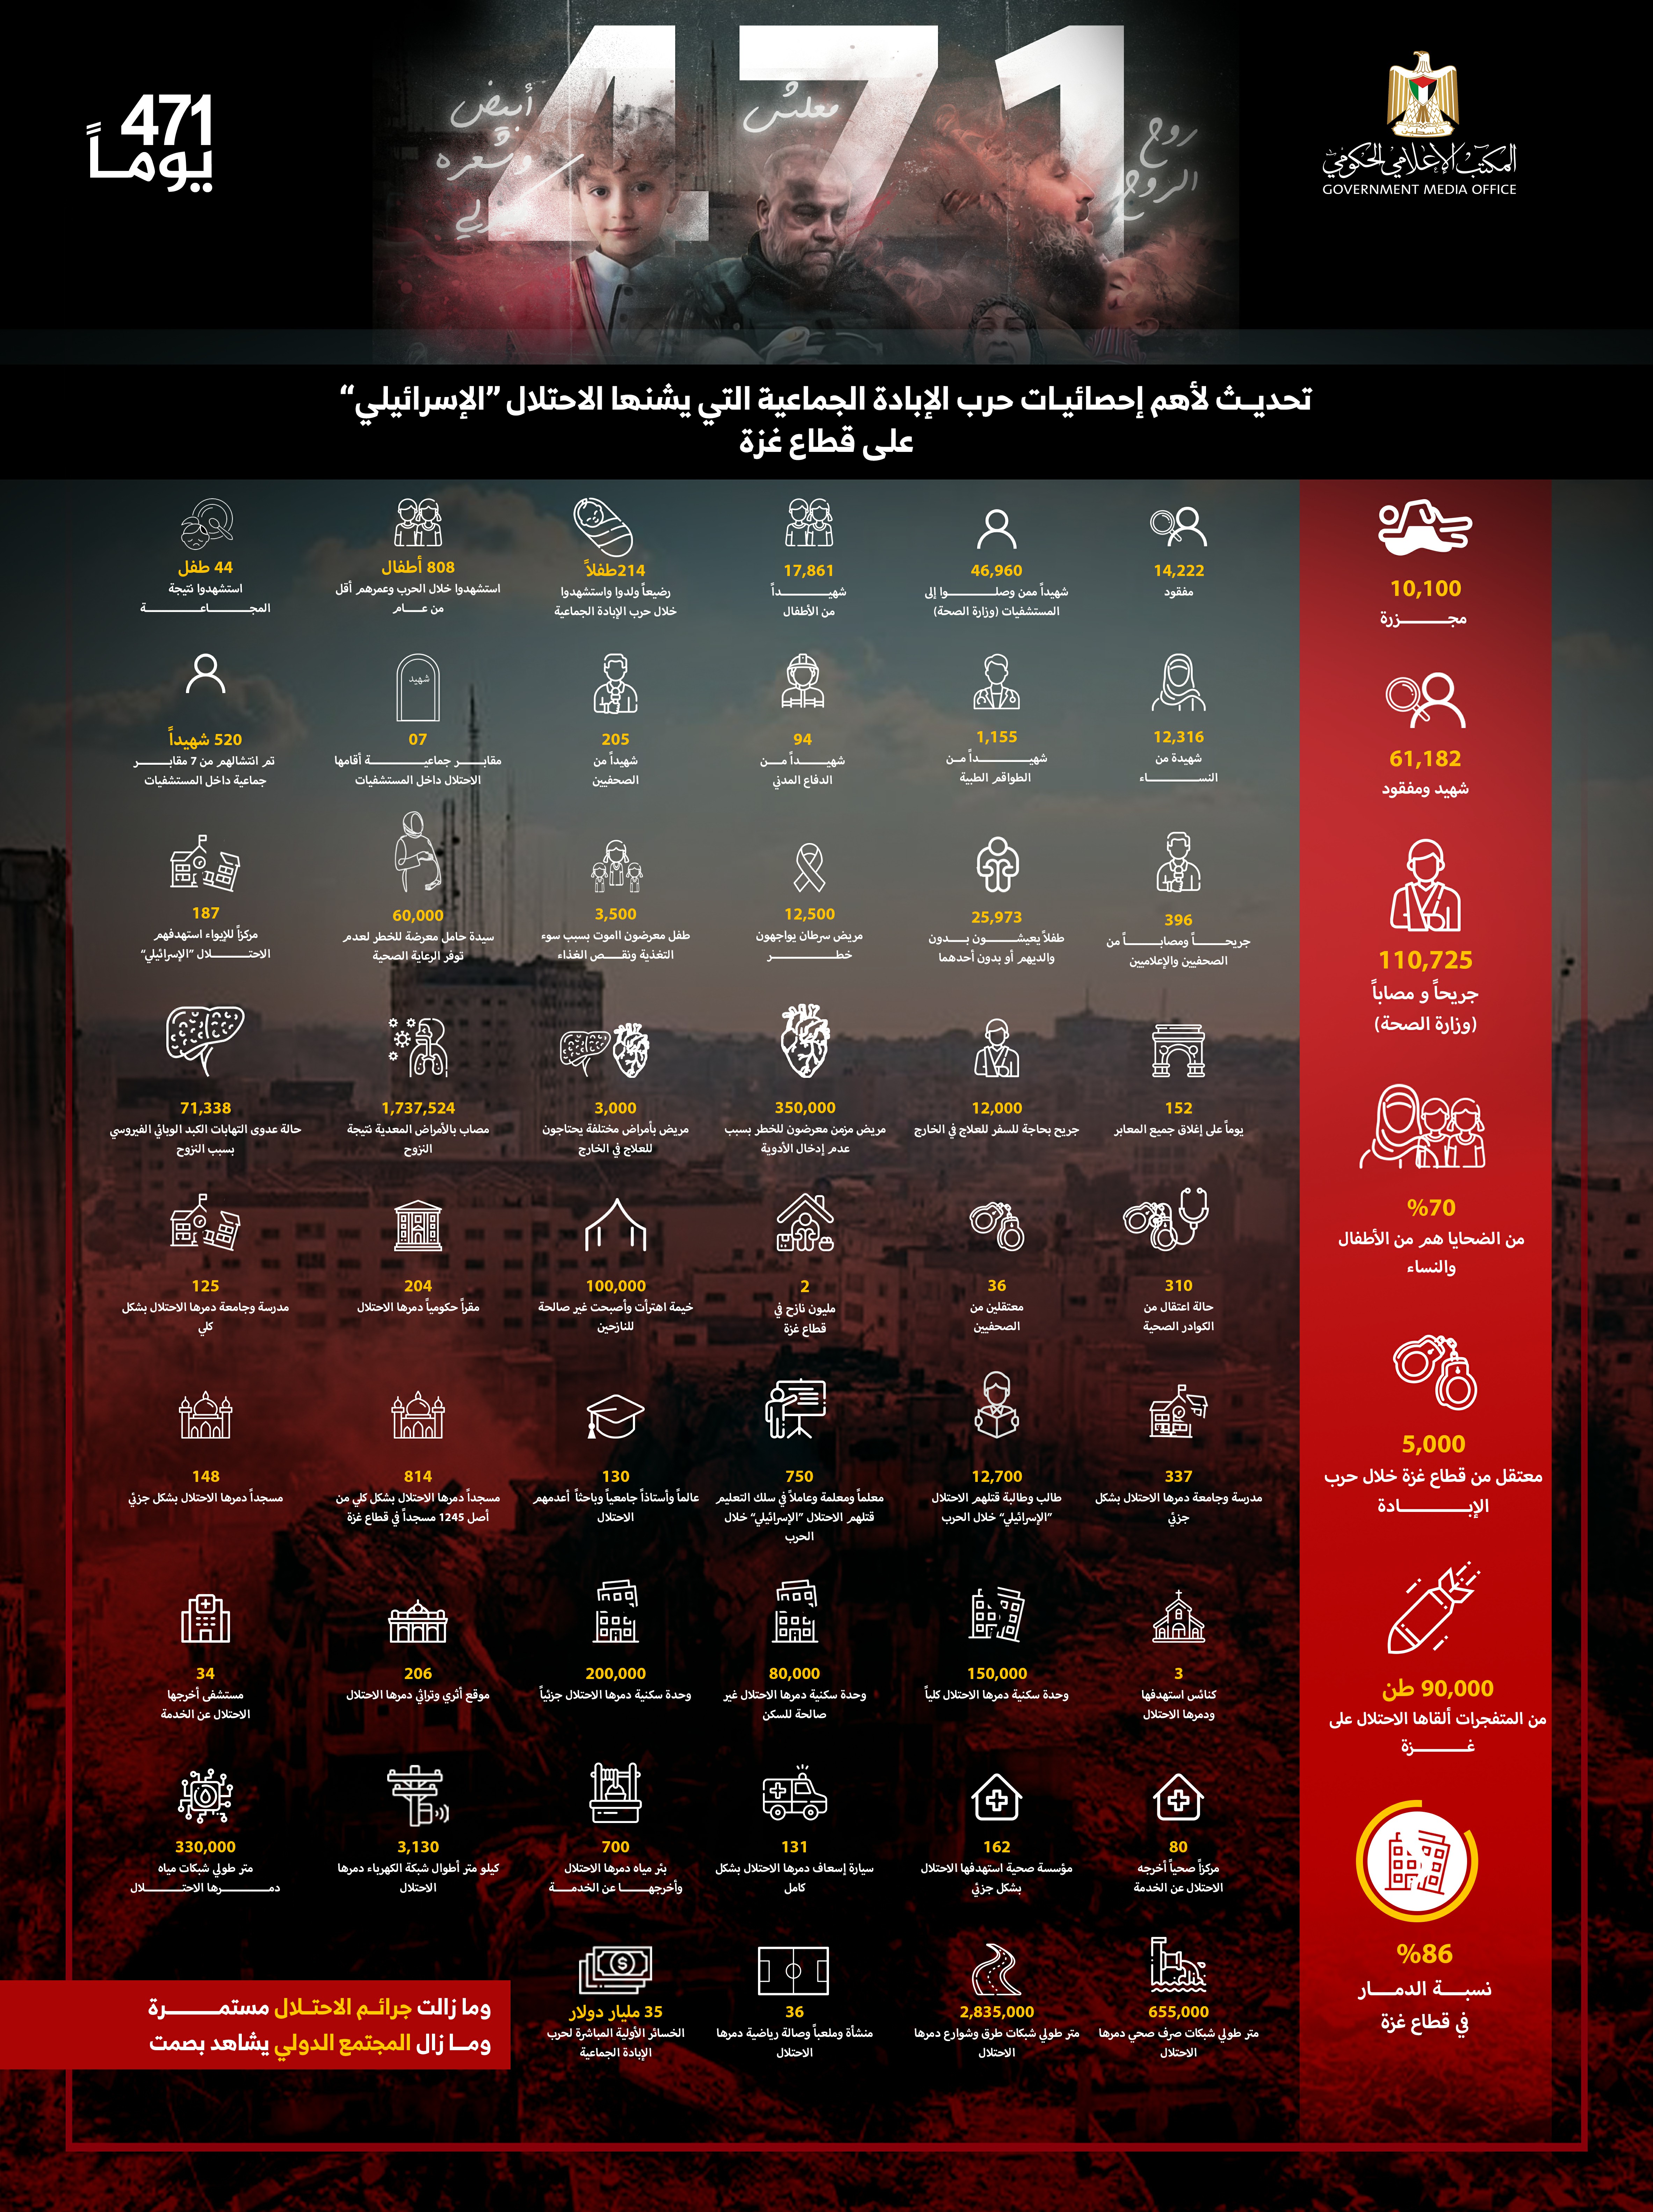 471
471
يوماً
روح
الروح
معلش
أبيض
وشعره
المكتب الإعلامي الحكومي
GOVERNMENT MEDIA OFFICE
تحديث لأهم إحصائيات حرب الإبادة الجماعية التي يشنها الاحتلال "الإسرائيلي"
على قطاع غزة
10,100
مجزرة
61,182
شهيد ومفقود
110,725
جريحاً و مصاباً
(وزارة الصحة)
%70
من الضحايا هم من الأطفال
والنساء
5,000
معتقل من قطاع غزة خلال حرب
الإبادة
90,000 طن
من المتفجرات ألقاها الاحتلال على
غزة
%86
نسبة الدمار
في قطاع غزة
14,222
مفقود
46,960
شهيداً ممن وصلوا إلى
المستشفيات (وزارة الصحة)
17,861
شهيداً
من الأطفال
214طفلاً
رضيعاً ولدوا واستشهدوا
خلال حرب الإبادة الجماعية
808 أطفال
استشهدوا خلال الحرب وعمرهم أقل
من عام
44 طفل
استشهدوا نتيجة
المجاعة
12,316
شهيدة من
النساء
1,155
شهيداً من
الطواقم الطبية
94
شهيداً من
الدفاع المدني
205
شهيداً من
الصحفيين
شهيد
07
مقابر جماعية أقامها
الاحتلال داخل المستشفيات
520 شهيداً
تم انتشالهم من 7 مقابر
جماعية داخل المستشفيات
396
جريحاً ومصاباً من
الصحفيين والإعلاميين
25,973
طفلاً يعيشون بدون
والديهم أو بدون أحدهما
12,500
مريض سرطان يواجهون
خطر
3,500
طفل معرضون االموت بسبب سوء
التغذية ونقص الغذاء
60,000
سيدة حامل معرضة للخطر لعدم
توفر الرعاية الصحية
187
مركزاً للإيواء استهدفهم
الاحتلال "الإسرائيلي"
152
يوماً على إغلاق جميع المعابر
12,000
جريح بحاجة للسفر للعلاج في الخارج
350,000
مريض مزمن معرضون للخطر بسبب
عدم إدخال الأدوية
3,000
مريض بأمراض مختلفة يحتاجون
للعلاج في الخارج
1,737,524
مصاب بالأمراض المعدية نتيجة
النزوح
71,338
حالة عدوى التهابات الكبد الوبائي الفيروسي
بسبب النزوح
310
حالة اعتقال من
الكوادر الصحية
36
معتقلين من
الصحفيين
2
مليون نازح في
قطاع غزة
100,000
خيمة اهترأت وأصبحت غير صالحة
للنازحين
204
مقراً حكومياً دمرها الاحتلال
125
مدرسة وجامعة دمرها الاحتلال بشكل
كلي
337
مدرسة وجامعة دمرها الاحتلال بشكل
جزئي
12,700
طالب وطالبة قتلهم الاحتلال
"الإسرائيلي" خلال الحرب
750
معلماً ومعلمة وعاملاً في سلك التعليم
قتلهم الاحتلال "الإسرائيلي" خلال
الحرب
130
عالماً وأستاذاً جامعياً وباحثاً أعدمهم
الاحتلال
814
مسجداً دمرها الاحتلال بشكل كلي من
أصل 1245 مسجداً في قطاع غزة
148
مسجداً دمرها الاحتلال بشكل جزئي
3
كنائس استهدفها
ودمرها الاحتلال
150,000
وحدة سكنية دمرها الاحتلال كلياً
80,000
وحدة سكنية دمرها الاحتلال غير
صالحة للسكن
200,000
وحدة سكنية دمرها الاحتلال جزئياً
206
موقع أثري وتراثي دمرها الاحتلال
34
مستشفى أخرجها
الاحتلال عن الخدمة
80
مركزاً صحياً أخرجه
الاحتلال عن الخدمة
162
مؤسسة صحية استهدفها الاحتلال
بشكل جزئي
131
سيارة إسعاف دمرها الاحتلال بشكل
كامل
700
بئر مياه دمرها الاحتلال
وأخرجها عن الخدمة
3,130
كيلو متر أطوال شبكة الكهرباء دمرها
الاحتلال
330,000
متر طولي شبكات مياه
دمرها الاحتلال
655,000
متر طولي شبكات صرف صحي دمرها
الاحتلال
2,835,000
متر طولي شبكات طرق وشوارع دمرها
الاحتلال
36
منشأة وملعباً وصالة رياضية دمرها
الاحتلال
35 مليار دولار
الخسائر الأولية المباشرة لحرب
الإبادة الجماعية
وما زالت جرائم الاحتلال مستمرة
وما زال المجتمع الدولي يشاهد بصمت